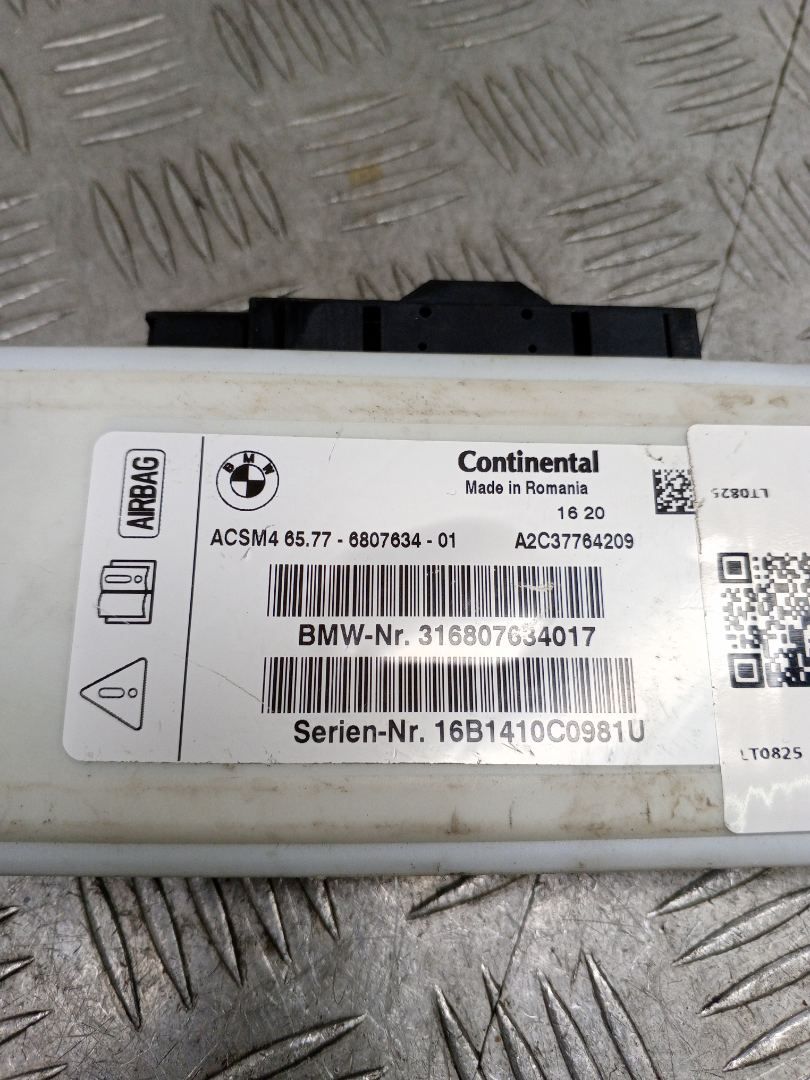 AIRBAG
BMW
Continental
Made in Romania
16 20
ACSM4 65.77 - 6807634 - 01 A2C37764209
BMW-Nr. 316807634017
Serien-Nr. 16B1410C0981U
LT0825
LT0825